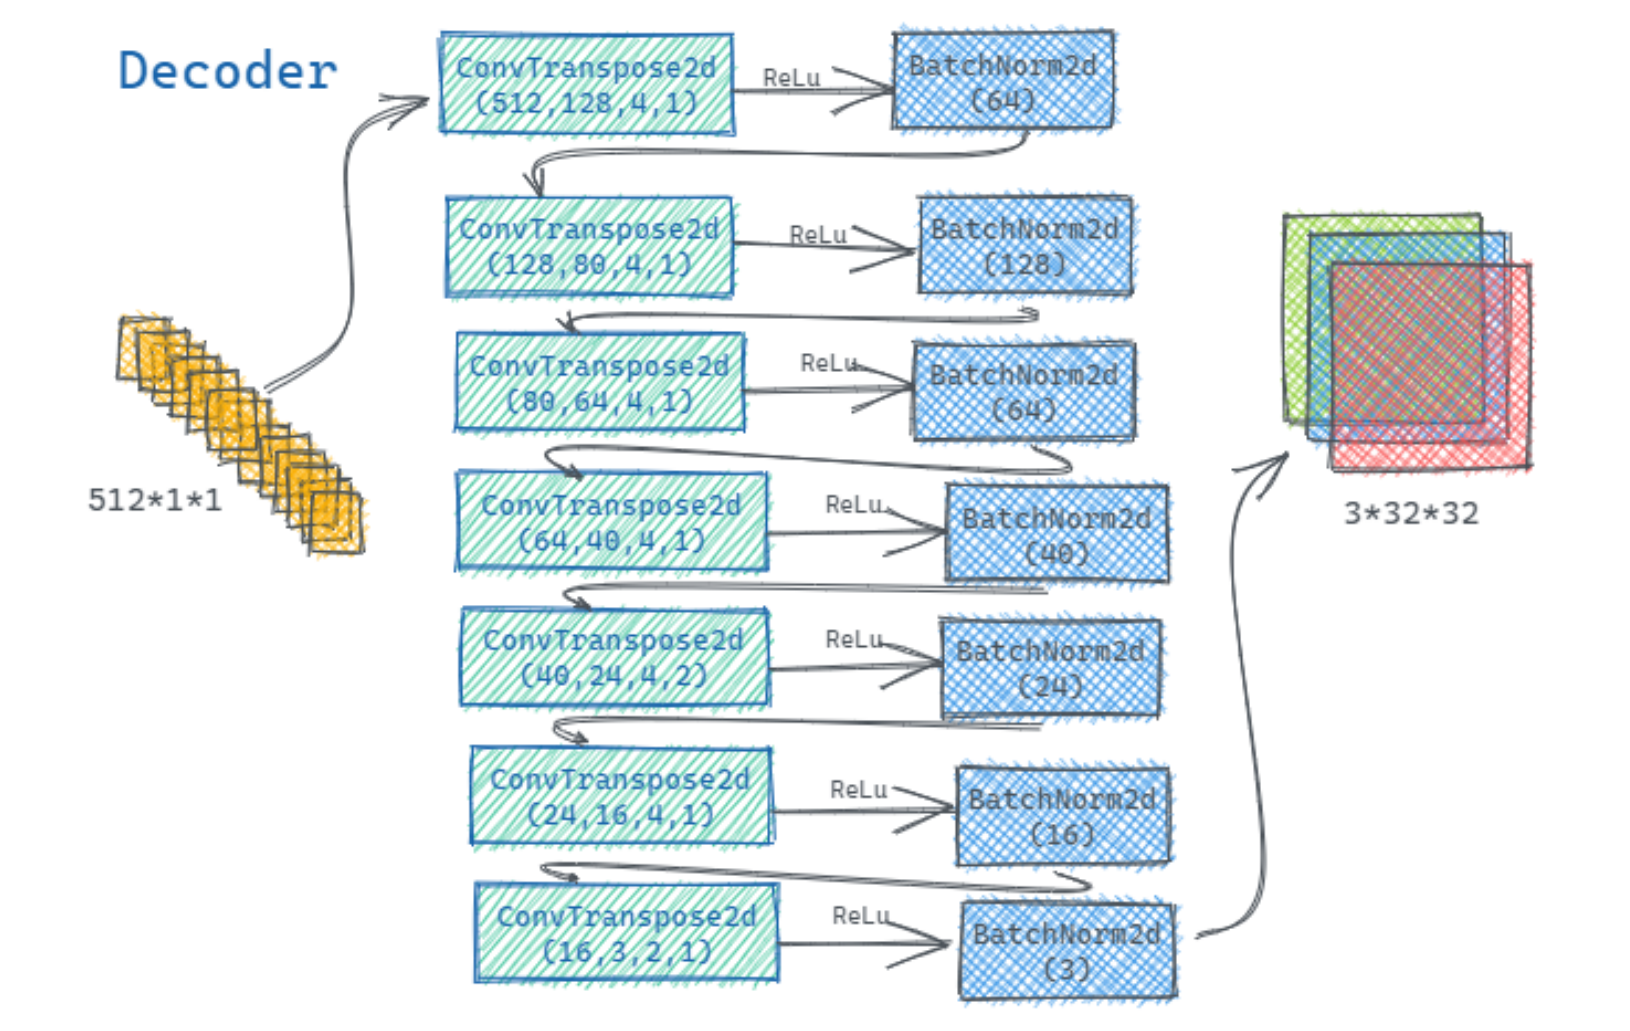 Decoder
ConvTranspose2d
(512,128,4,1)
ReLu
BatchNorm2d
(64)
ConvTranspose2d
(128,80,4,1)
ReLu
BatchNorm2d
(128)
ConvTranspose2d
(80,64,4,1)
ReLu
BatchNorm2d
(64)
ConvTranspose2d
(64,40,4,1)
ReLu
BatchNorm2d
(40)
ConvTranspose2d
(40,24,4,2)
ReLu
BatchNorm2d
(24)
ConvTranspose2d
(24,16,4,1)
ReLu
BatchNorm2d
(16)
ConvTranspose2d
(16,3,2,1)
ReLu
BatchNorm2d
(3)
512*1*1
3*32*32